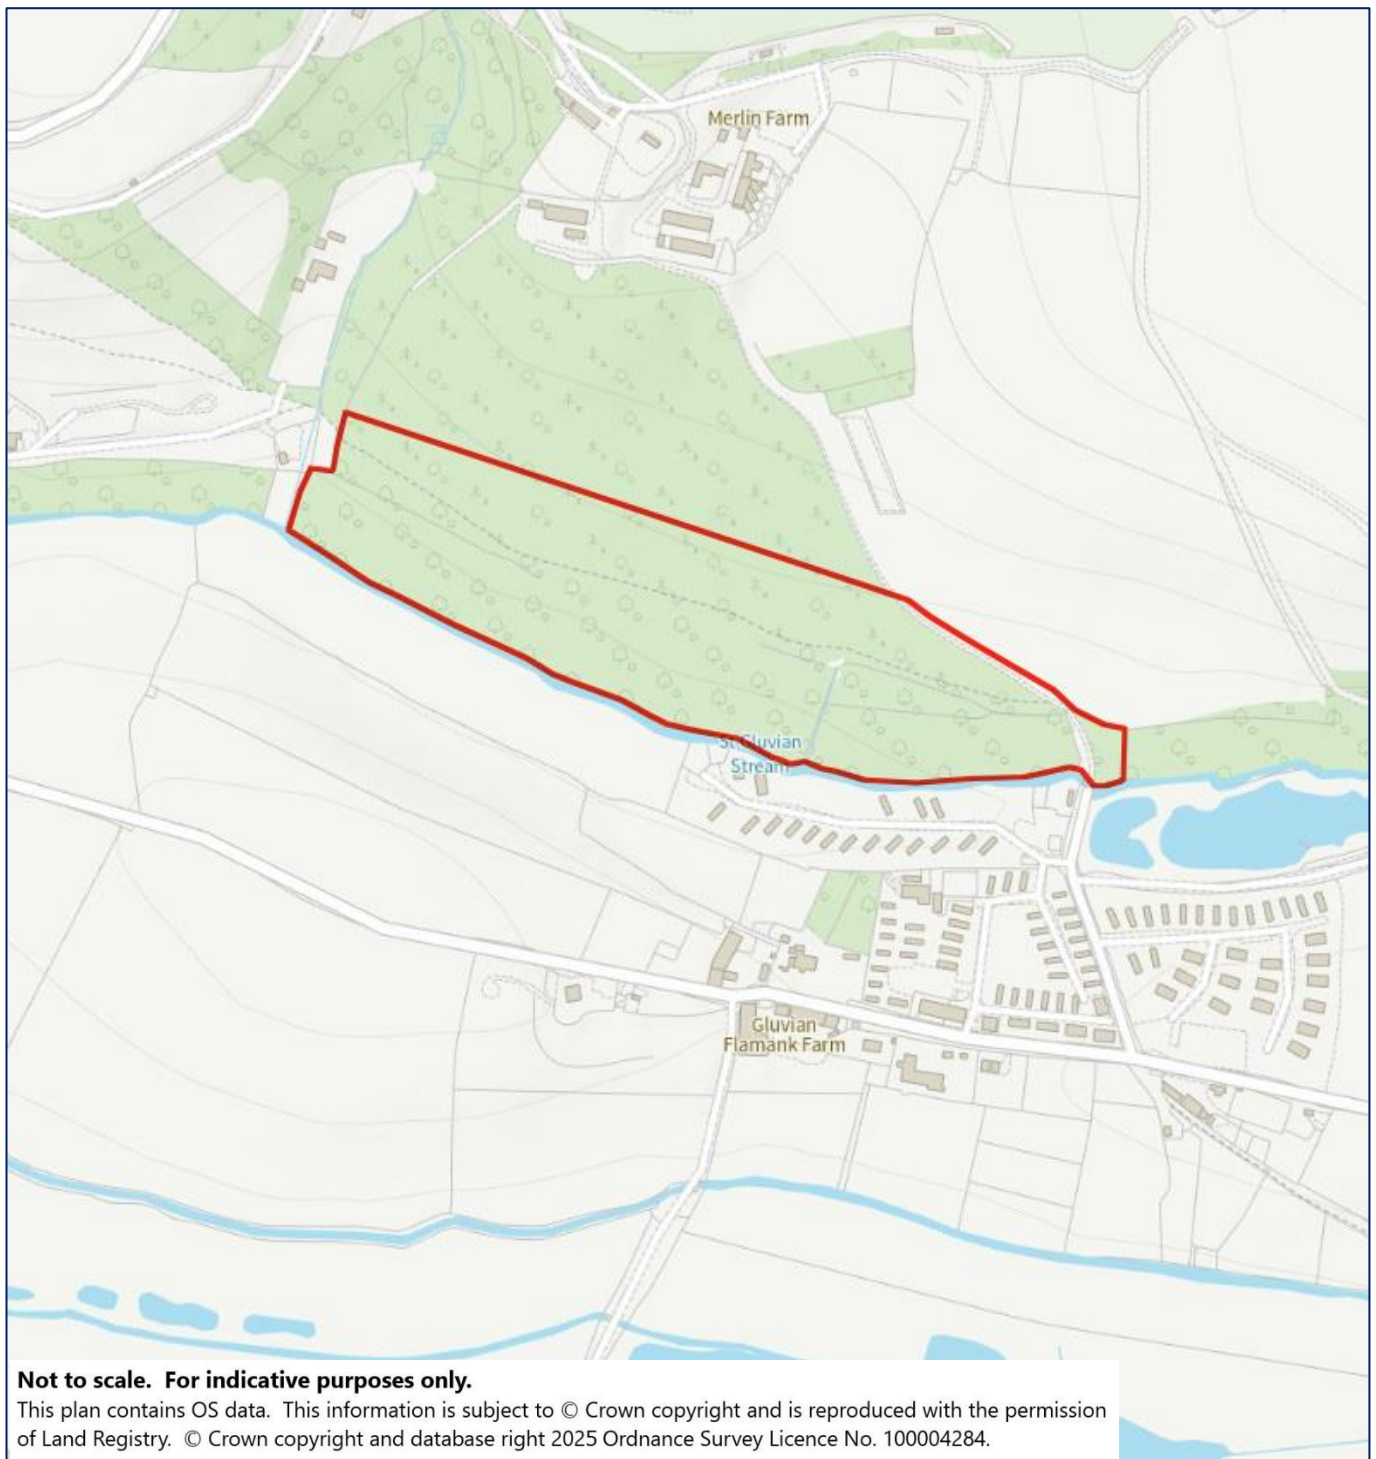 Merlin Farm
St Gluvian
Stream
Gluvian
Flamank Farm
Not to scale. For indicative purposes only.
This plan contains OS data. This information is subject to © Crown copyright and is reproduced with the permission
of Land Registry. © Crown copyright and database right 2025 Ordnance Survey Licence No. 100004284.